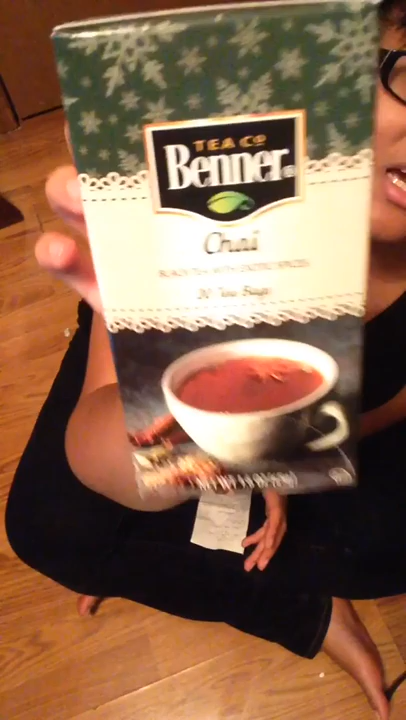 TEA CO
Benner®
Chai
BLACK TEA WITH EXOTIC SPICES
20 Tea Bags